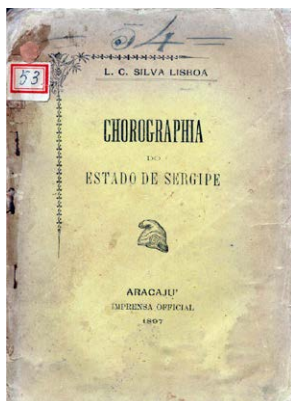 54
53
L. C. SILVA LISBOA
CHOROGRAPHIA
DO
ESTADO DE SERGIPE
ARACAJU'
IMPRENSA OFFICIAL
1897